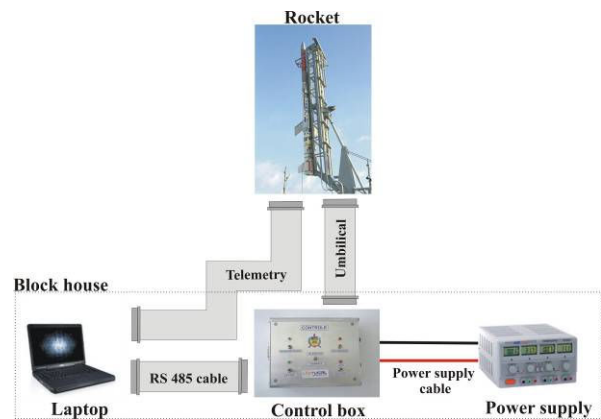 Rocket
Umbilical
Telemetry
Block house
RS 485 cable
Power supply
cable
Laptop
Control box
Power supply